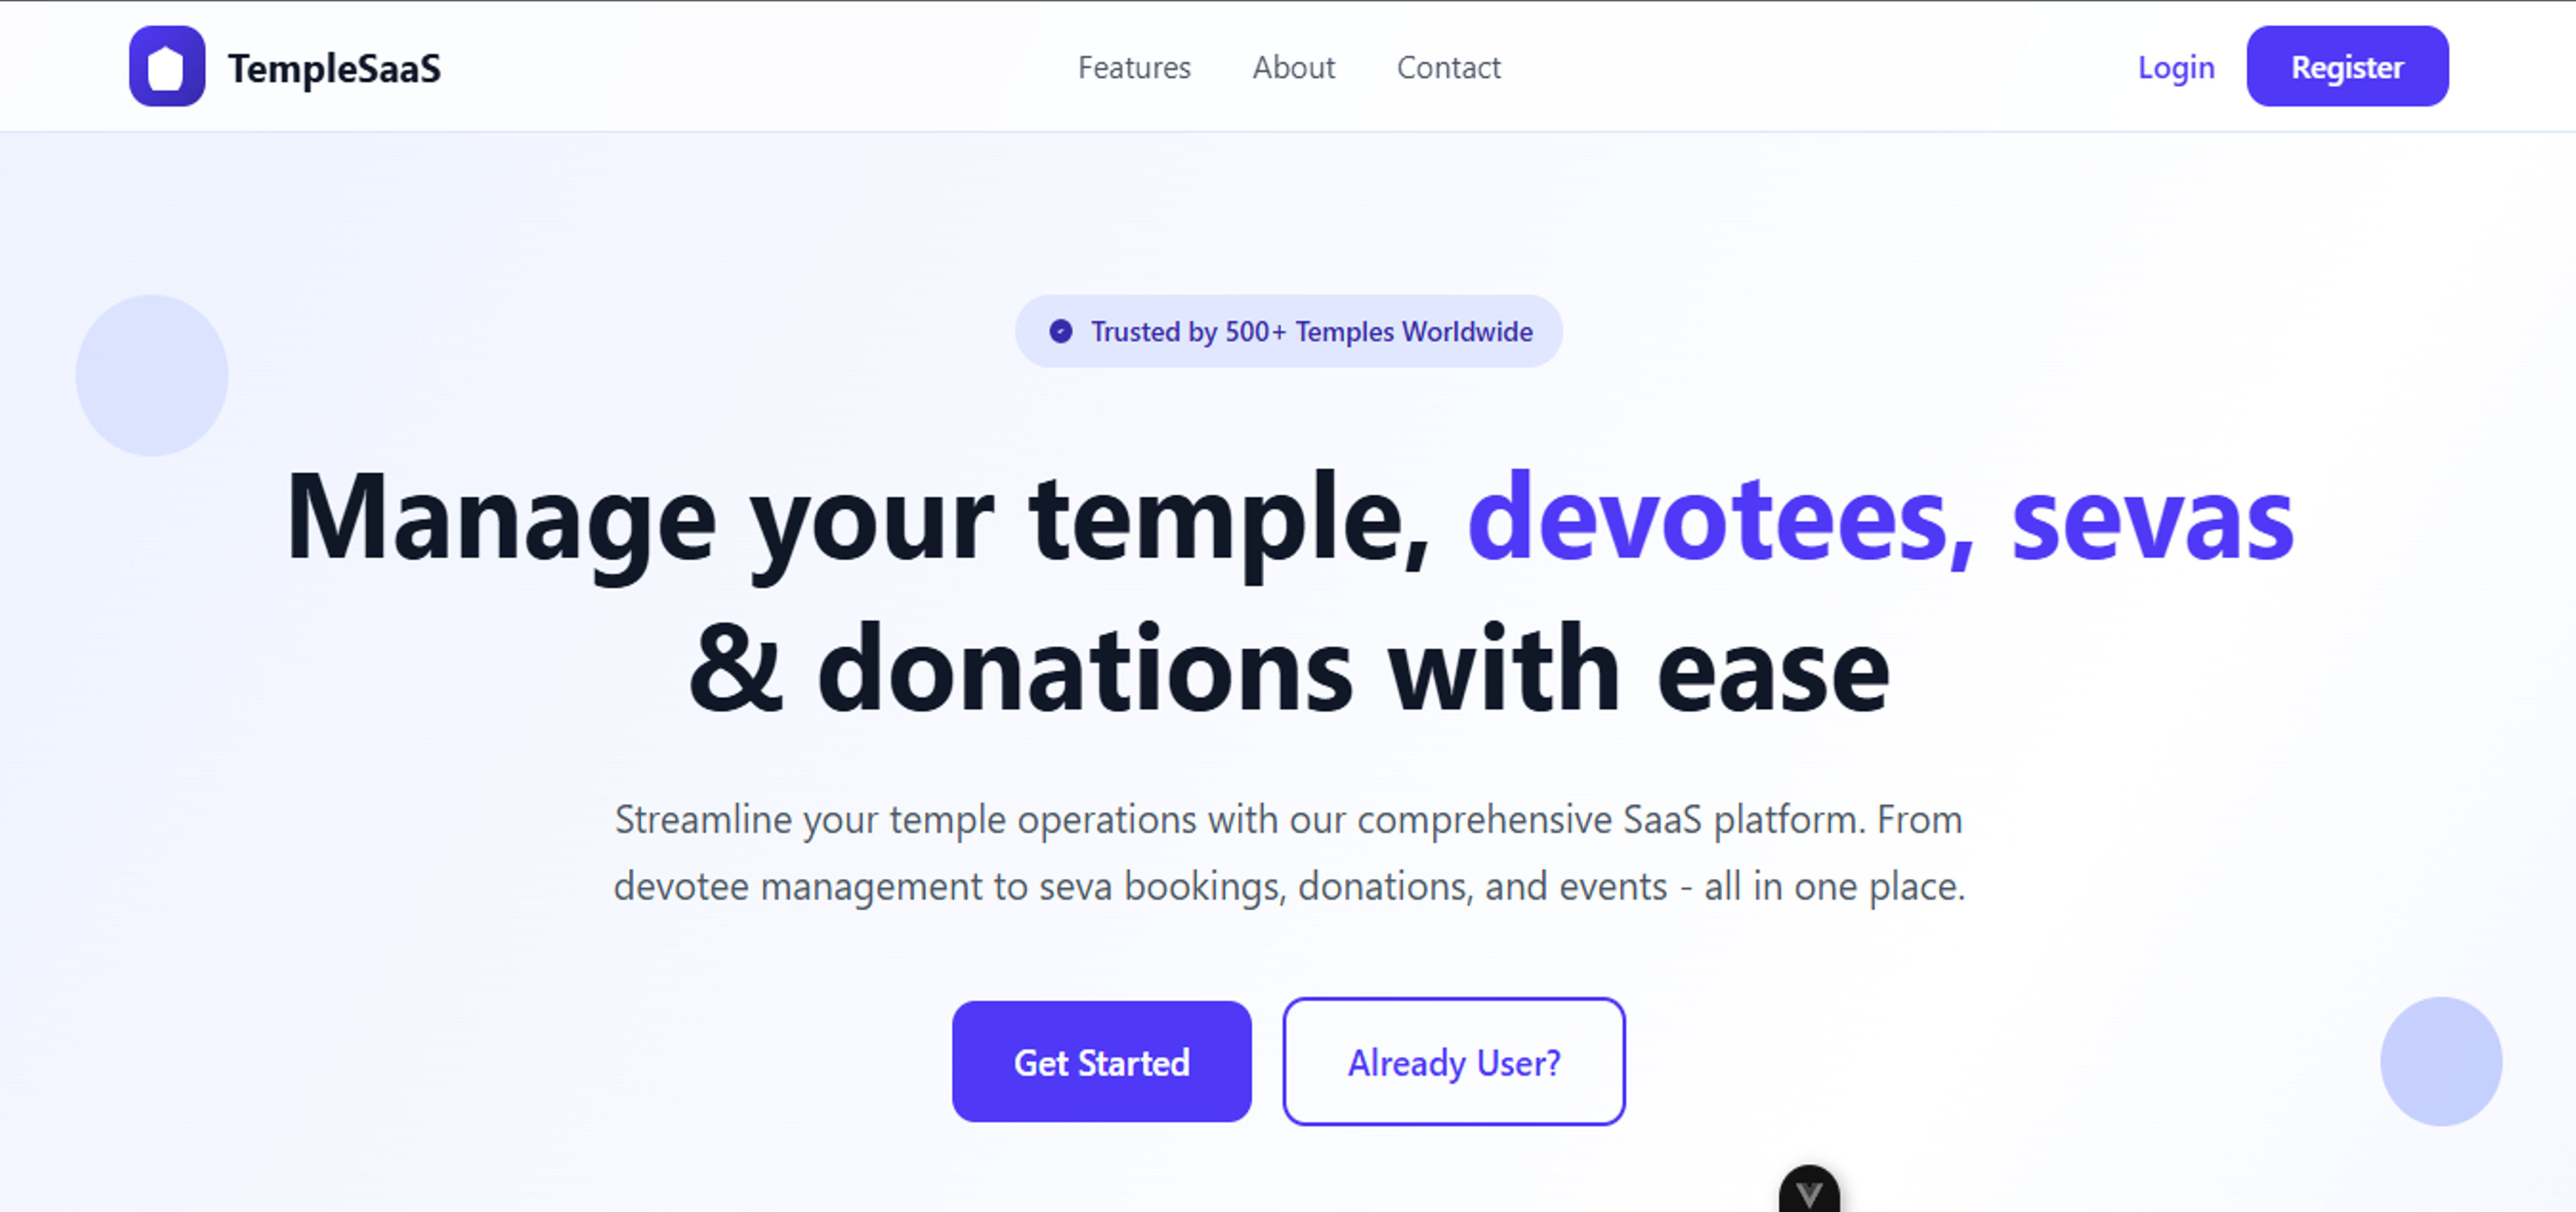 TempleSaaS
Features
About
Contact
Login
Register
Trusted by 500+ Temples Worldwide
Manage your temple, devotees, sevas
& donations with ease
Streamline your temple operations with our comprehensive SaaS platform. From
devotee management to seva bookings, donations, and events - all in one place.
Get Started
Already User?